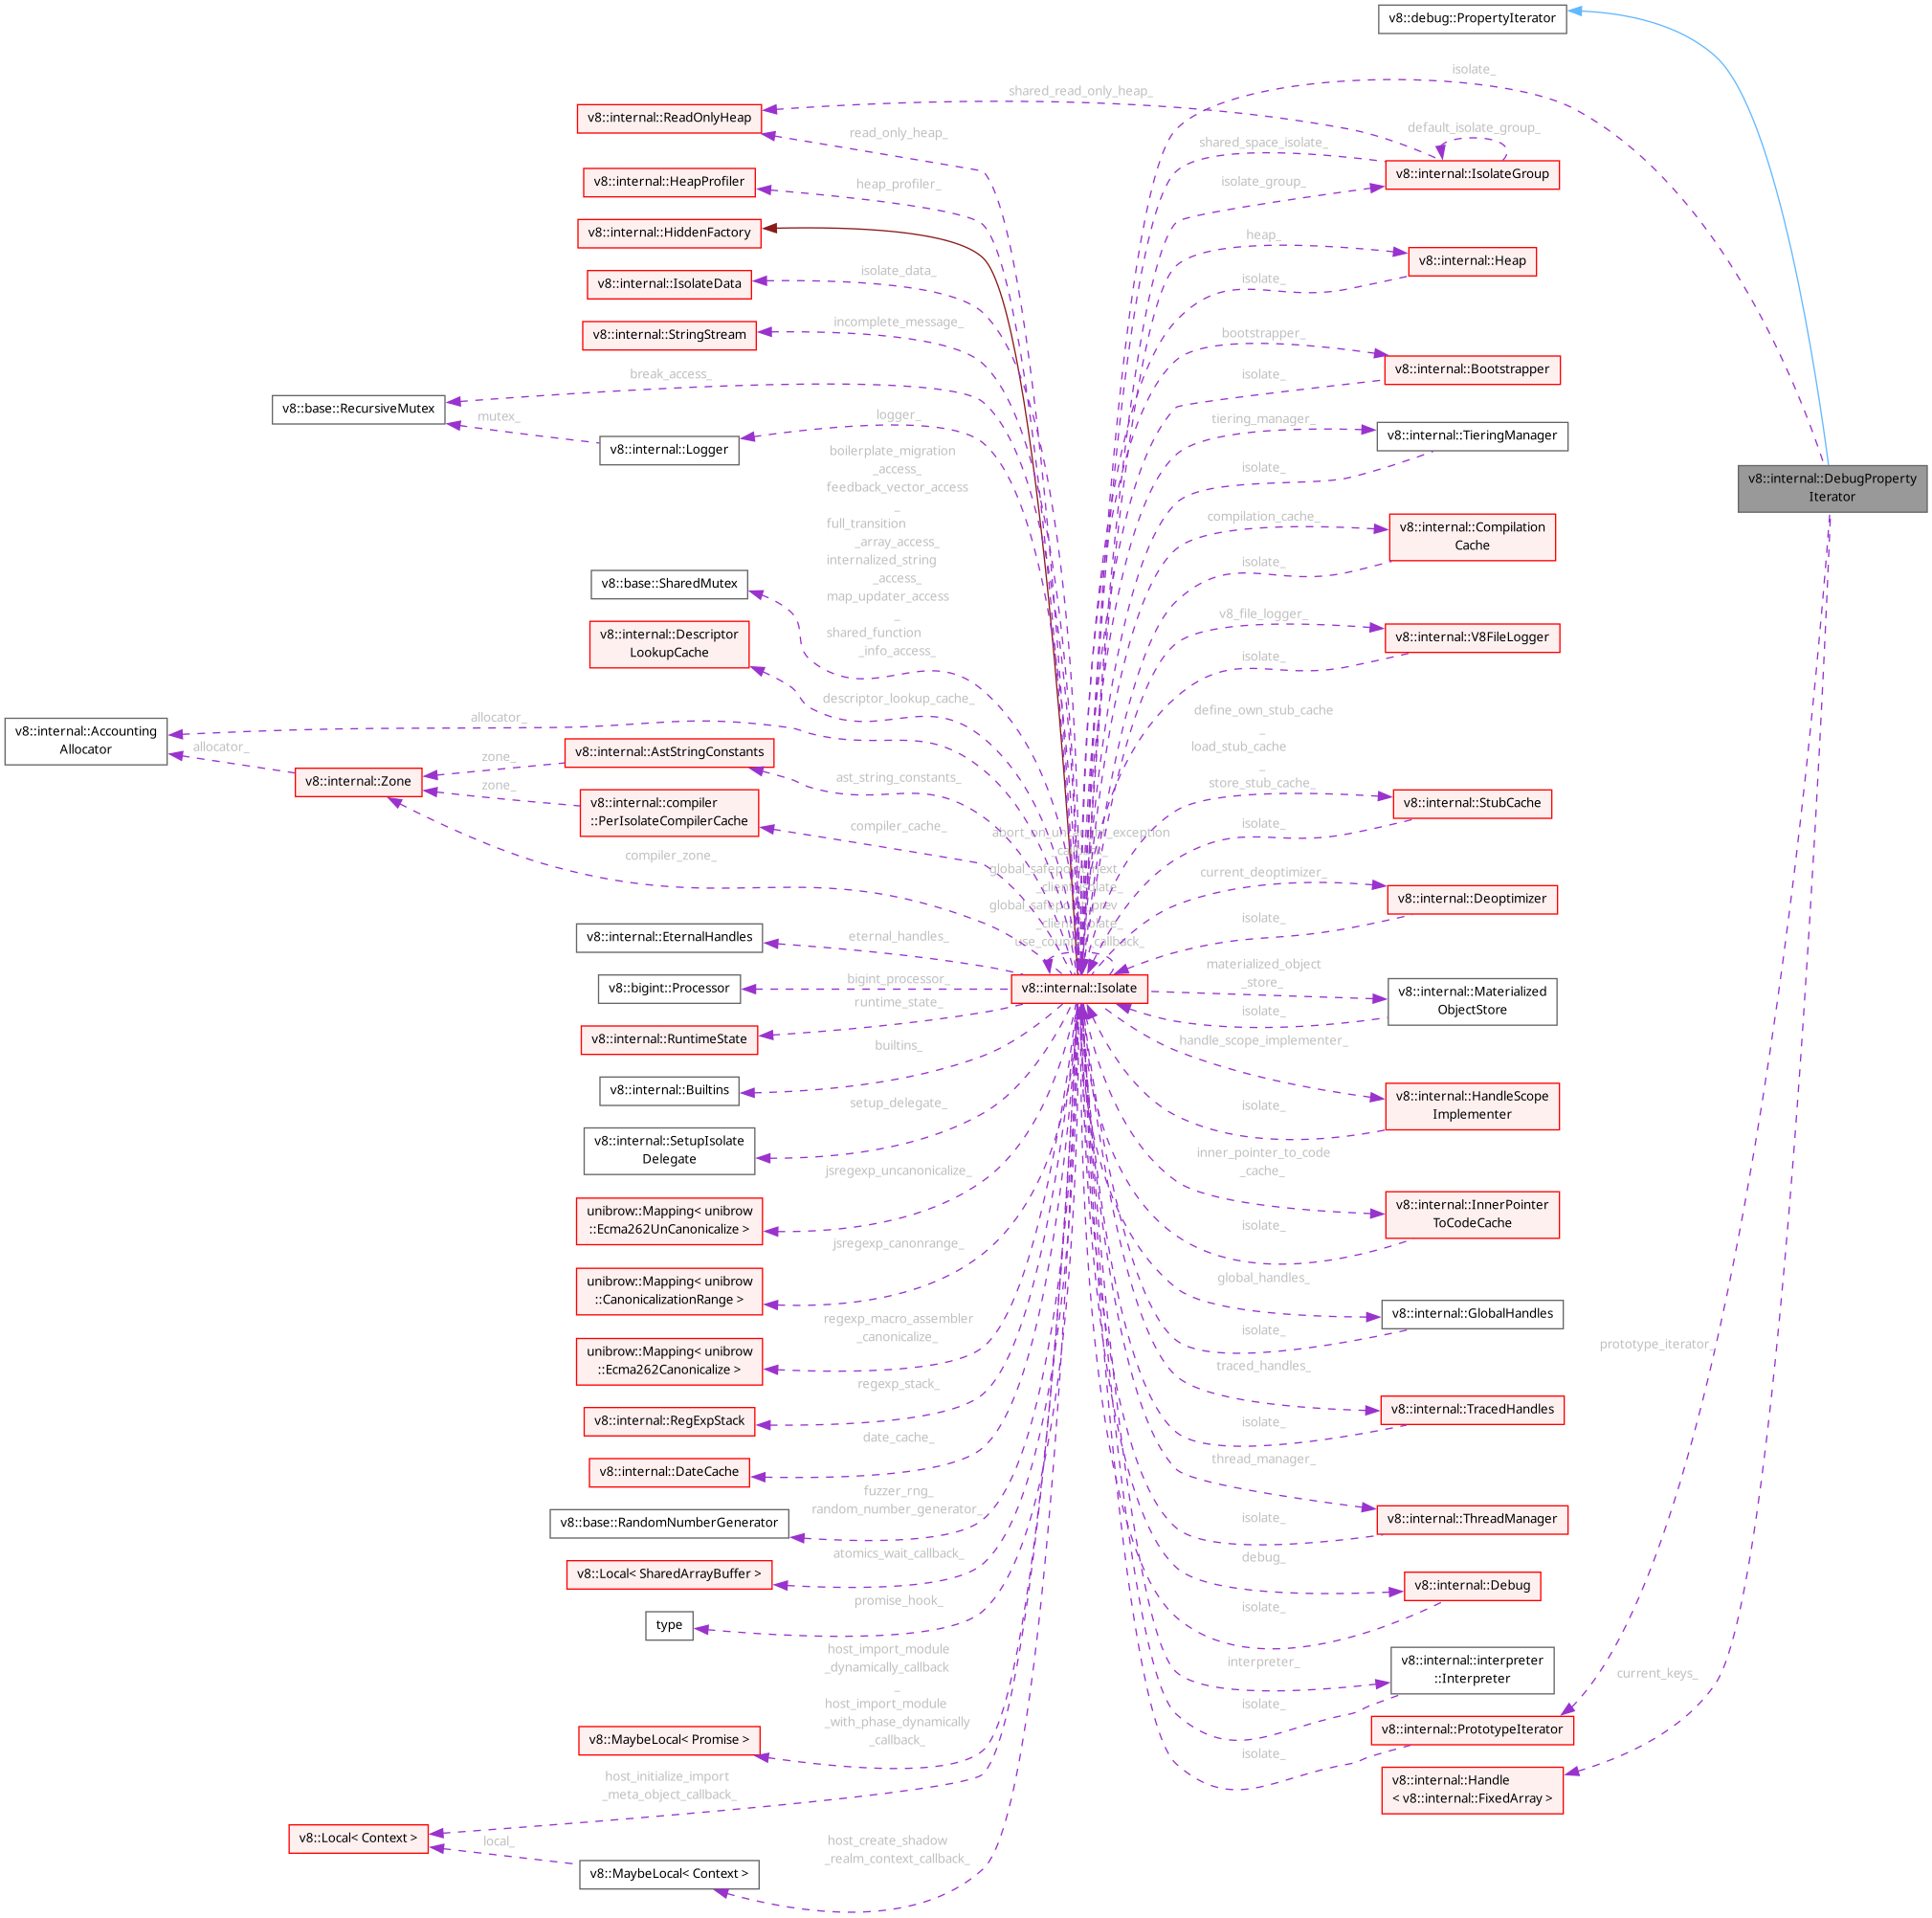 v8::debug::PropertyIterator
isolate_
shared_read_only_heap_
v8::internal::ReadOnlyHeap
read_only_heap_
shared_space_isolate_
default_isolate_group_
v8::internal::IsolateGroup
isolate_group_
v8::internal::HeapProfiler
heap_profiler_
v8::internal::HiddenFactory
heap_
v8::internal::Heap
isolate_
v8::internal::IsolateData
isolate_data_
v8::internal::StringStream
incomplete_message_
bootstrapper_
v8::internal::Bootstrapper
isolate_
break_access_
v8::base::RecursiveMutex
mutex_
v8::internal::Logger
logger_
tiering_manager_
v8::internal::TieringManager
isolate_
v8::internal::DebugProperty
Iterator
boilerplate_migration
_access_
feedback_vector_access
_
full_transition
_array_access_
internalized_string
_access_
map_updater_access
_
shared_function
_info_access_
compilation_cache_
v8::internal::Compilation
Cache
isolate_
v8::base::SharedMutex
v8::internal::Descriptor
LookupCache
descriptor_lookup_cache_
v8_file_logger_
v8::internal::V8FileLogger
isolate_
v8::internal::Accounting
Allocator
allocator_
allocator_
v8::internal::Zone
zone_
zone_
v8::internal::AstStringConstants
ast_string_constants_
v8::internal::compiler
::PerIsolateCompilerCache
compiler_cache_
compiler_zone_
define_own_stub_cache
_
load_stub_cache
_
store_stub_cache_
v8::internal::StubCache
isolate_
current_deoptimizer_
v8::internal::Deoptimizer
isolate_
v8::internal::EternalHandles
eternal_handles_
v8::bigint::Processor
bigint_processor_
v8::internal::Isolate
materialized_object
_store_
v8::internal::Materialized
ObjectStore
isolate_
v8::internal::RuntimeState
runtime_state_
v8::internal::Builtins
builtins_
handle_scope_implementer_
v8::internal::HandleScope
Implementer
isolate_
v8::internal::SetupIsolate
Delegate
setup_delegate_
inner_pointer_to_code
_cache_
v8::internal::InnerPointer
ToCodeCache
isolate_
unibrow::Mapping< unibrow
::Ecma262UnCanonicalize >
jsregexp_uncanonicalize_
unibrow::Mapping< unibrow
::CanonicalizationRange >
jsregexp_canonrange_
global_handles_
v8::internal::GlobalHandles
isolate_
unibrow::Mapping< unibrow
::Ecma262Canonicalize >
regexp_macro_assembler
_canonicalize_
prototype_iterator_
v8::internal::RegExpStack
regexp_stack_
traced_handles_
v8::internal::TracedHandles
isolate_
v8::internal::DateCache
date_cache_
v8::base::RandomNumberGenerator
fuzzer_rng_
random_number_generator_
thread_manager_
v8::internal::ThreadManager
isolate_
v8::Local< SharedArrayBuffer >
atomics_wait_callback_
debug_
v8::internal::Debug
isolate_
type
promise_hook_
interpreter_
v8::internal::interpreter
::Interpreter
isolate_
current_keys_
host_import_module
_dynamically_callback
_
host_import_module
_with_phase_dynamically
_callback_
v8::MaybeLocal< Promise >
v8::internal::PrototypeIterator
isolate_
v8::internal::Handle
< v8::internal::FixedArray >
host_initialize_import
_meta_object_callback_
v8::Local< Context >
local_
v8::MaybeLocal< Context >
host_create_shadow
_realm_context_callback_